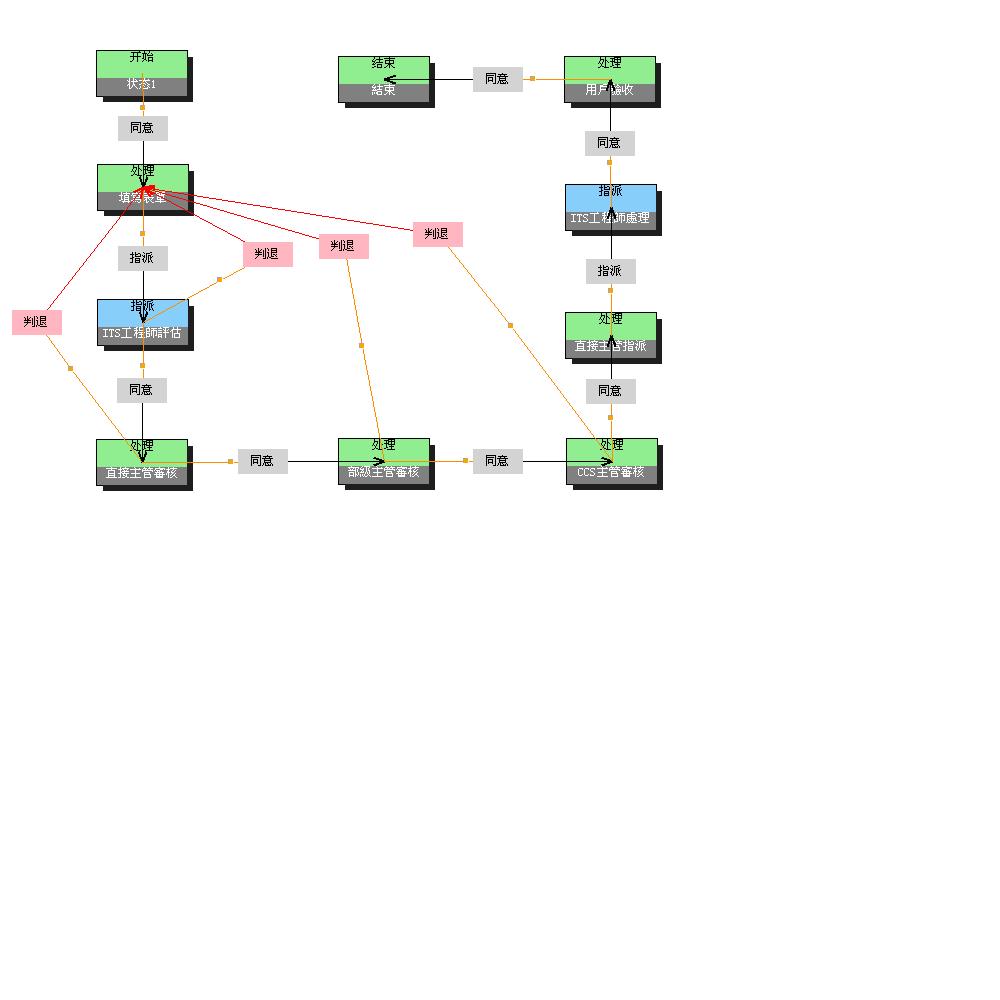 开始
状态1
同意
处理
填寫表單
指派
指派
ITS工程師評估
同意
处理
直接主管審核
判退
判退
判退
判退
同意
处理
部級主管審核
同意
处理
CCS主管審核
同意
处理
直接主管指派
指派
指派
ITS工程師處理
同意
处理
用戶驗收
同意
结束
結束